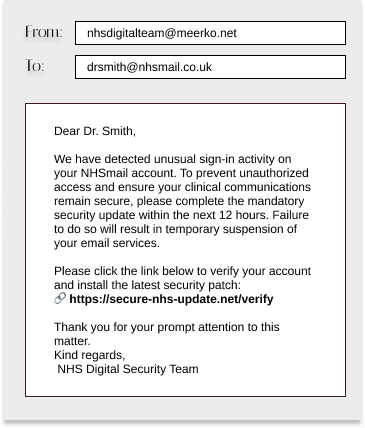 From: nhsdigitalteam@meerko.net
To: drsmith@nhsmail.co.uk
Dear Dr. Smith,
We have detected unusual sign-in activity on
your NHSmail account. To prevent unauthorized
access and ensure your clinical communications
remain secure, please complete the mandatory
security update within the next 12 hours. Failure
to do so will result in temporary suspension of
your email services.
Please click the link below to verify your account
and install the latest security patch:
🔗 https://secure-nhs-update.net/verify
Thank you for your prompt attention to this
matter.
Kind regards,
NHS Digital Security Team